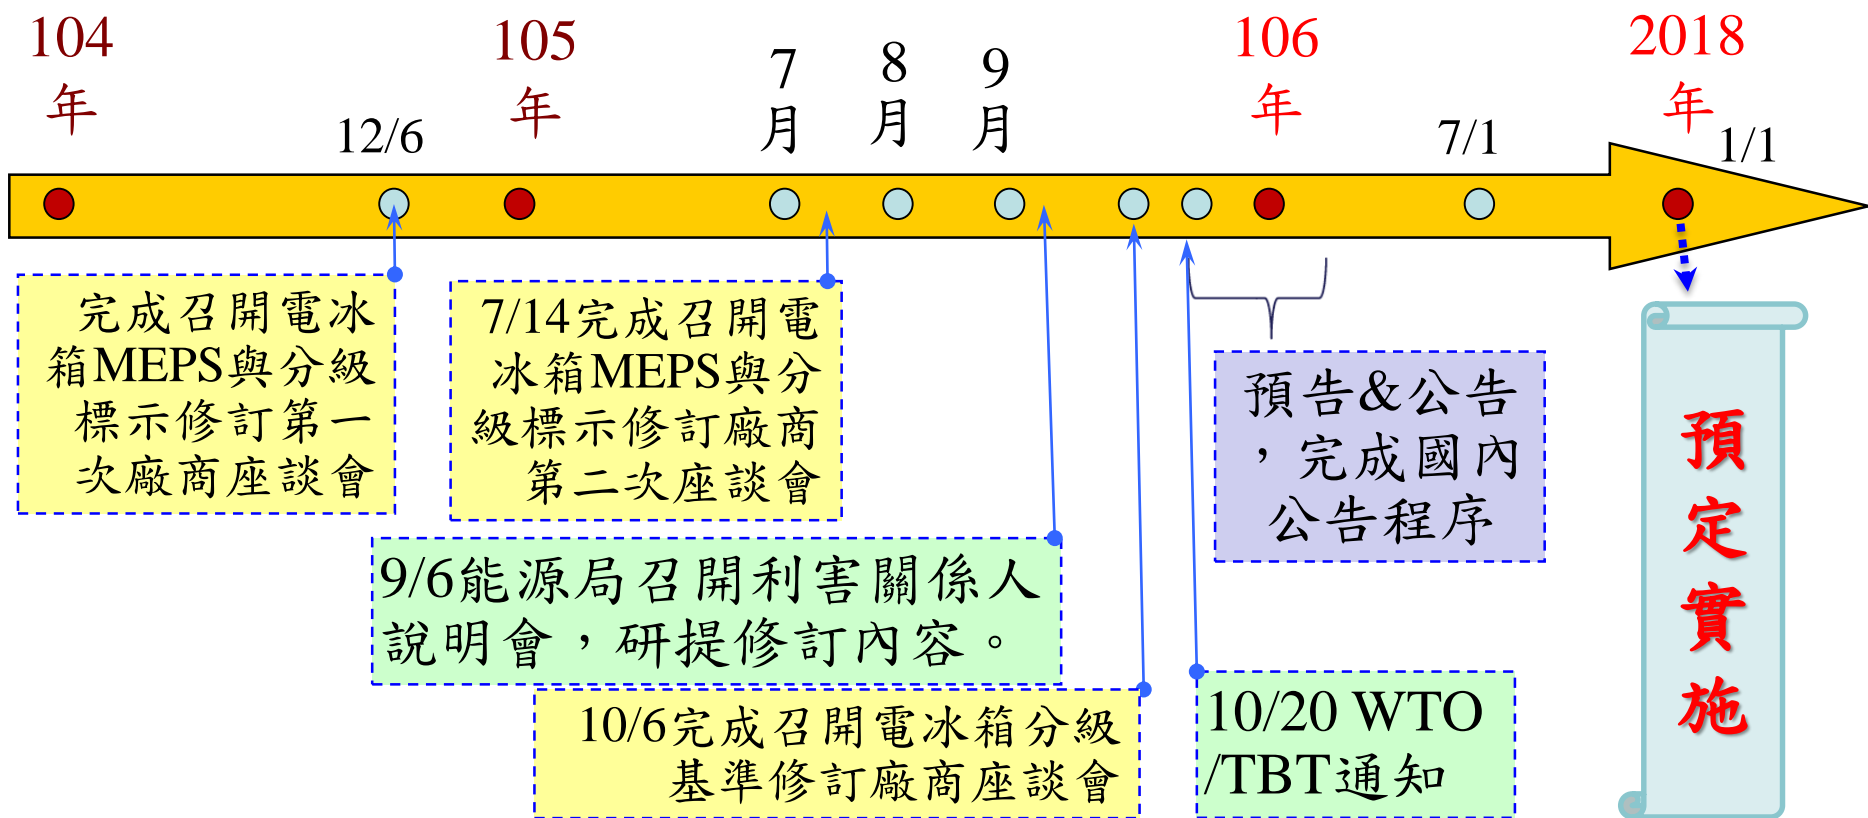 104
年
12/6
105
年
7
月
8
月
9
月
106
年
7/1
2018
年
1/1
完成召開電冰
箱MEPS與分級
標示修訂第一
次廠商座談會
7/14完成召開電
冰箱MEPS與分
級標示修訂廠商
第二次座談會
9/6能源局召開利害關係人
說明會，研提修訂內容。
10/6完成召開電冰箱分級
基準修訂廠商座談會
10/20 WTO
/TBT通知
預告&公告
，完成國內
公告程序
預
定
實
施